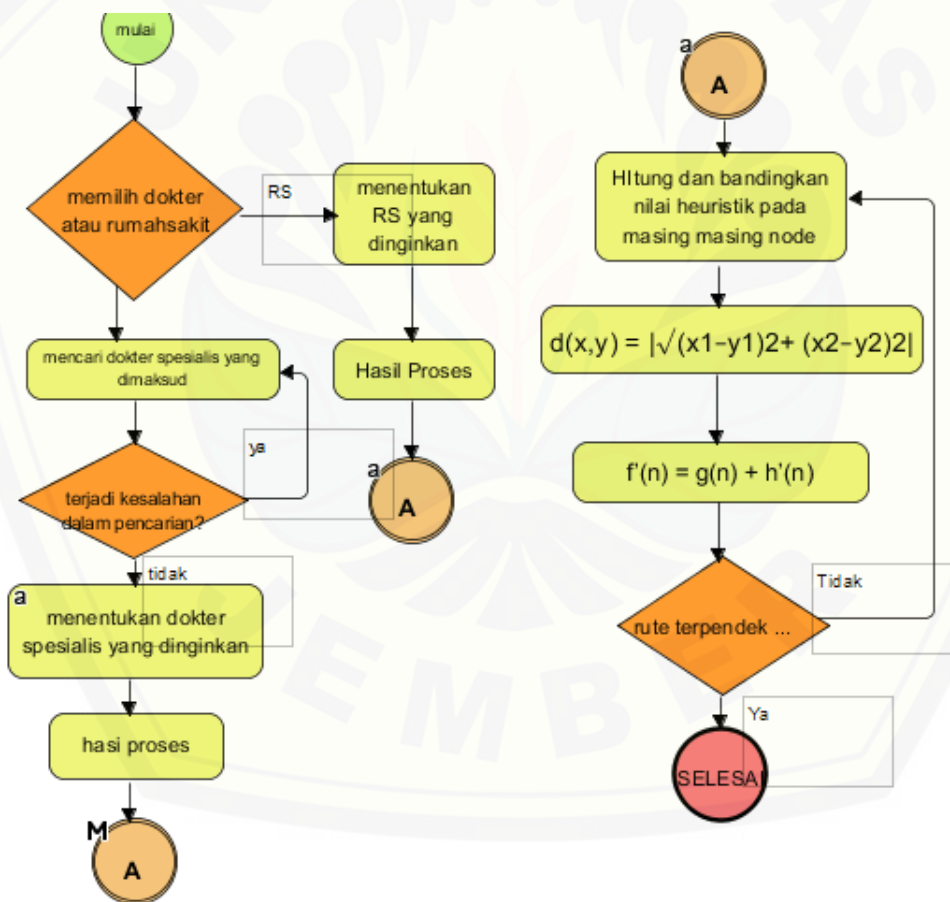 mulai
memilih dokter
atau rumahsakit
RS
menentukan
RS yang
dinginkan
mencari dokter spesialis yang
dimaksud
Hasil Proses
ya
a
A
terjadi kesalahan
dalam pencarian?
tidak
a
menentukan dokter
spesialis yang dinginkan
hasi proses
M
A
a
A
HItung dan bandingkan
nilai heuristik pada
masing masing node
d(x,y) = |√(x1−y1)2+ (x2−y2)2|
f'(n) = g(n) + h'(n)
rute terpendek ...
Tidak
Ya
SELESAI
JEMBER